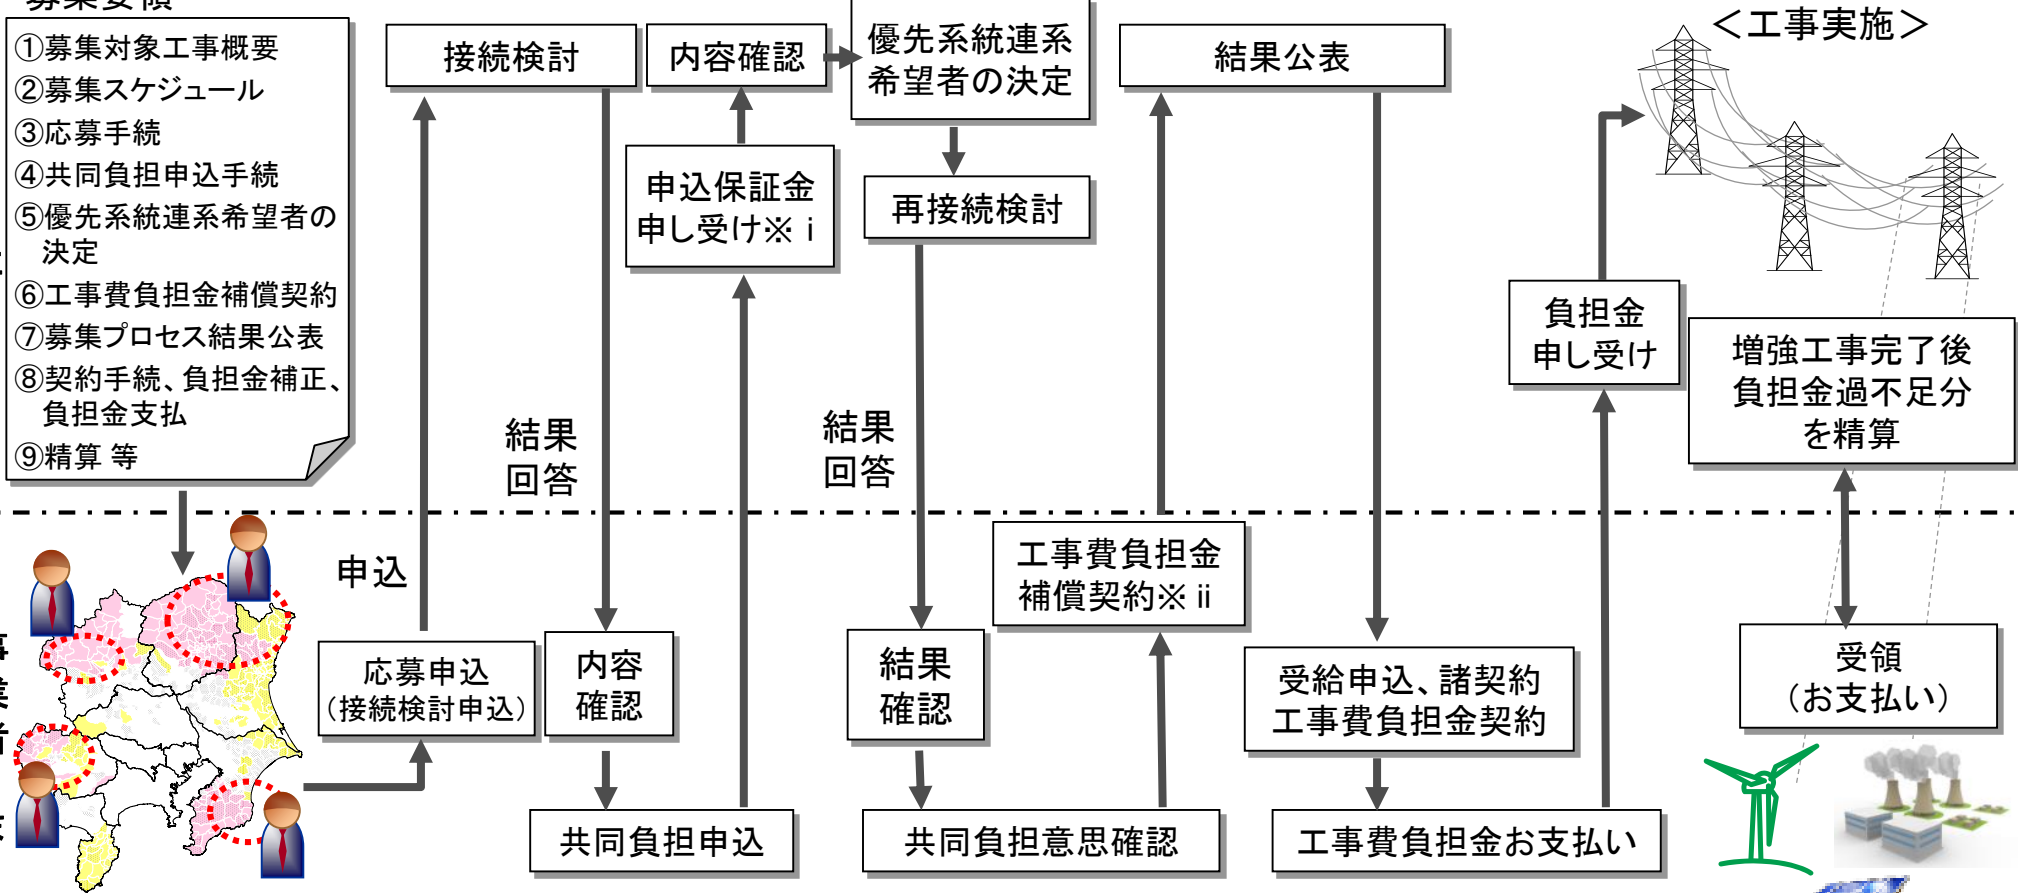 募集要領
①募集対象工事概要
②募集スケジュール
③応募手続
④共同負担申込手続
⑤優先系統連系希望者の
決定
⑥工事費負担金補償契約
⑦募集プロセス結果公表
⑧契約手続、負担金補正、
負担金支払
⑨精算 等
接続検討
内容確認
優先系統連系
希望者の決定
結果公表
＜工事実施＞
申込保証金
申し受け※ⅰ
再接続検討
負担金
申し受け
増強工事完了後
負担金過不足分
を精算
結果
回答
結果
回答
申込
工事費負担金
補償契約※ⅱ
応募申込
（接続検討申込）
内容
確認
結果
確認
受給申込、諸契約
工事費負担金契約
受領
（お支払い）
共同負担申込
共同負担意思確認
工事費負担金お支払い